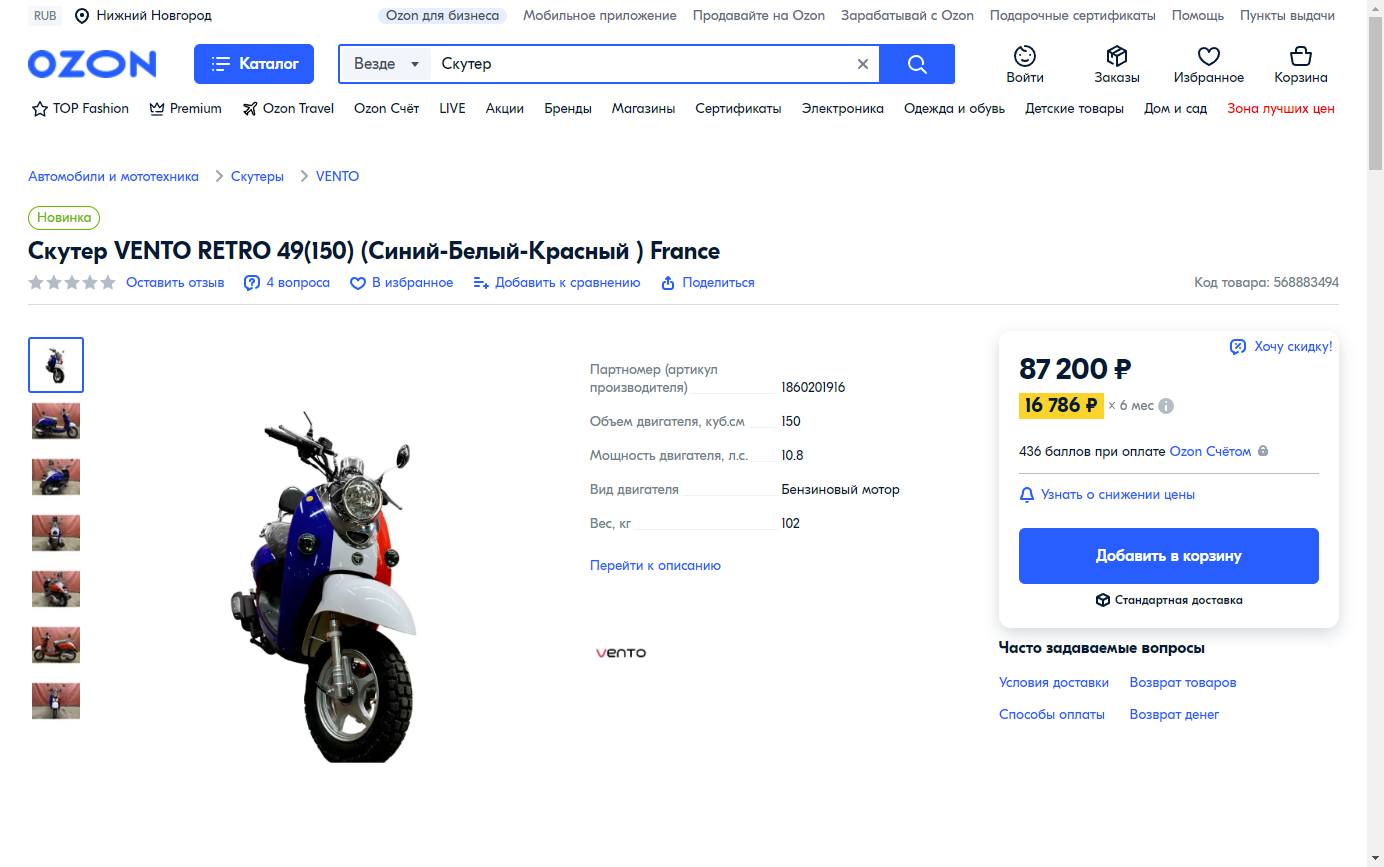 RUB Нижний Новгород Ozon для бизнеса Мобильное приложение Продавайте на Ozon Зарабатывай с Ozon Подарочные сертификаты Помощь Пункты выдачи
OZON Каталог Везде Скутер Войти Заказы Избранное Корзина
TOP Fashion Premium Ozon Travel Ozon Счёт LIVE Акции Бренды Магазины Сертификаты Электроника Одежда и обувь Детские товары Дом и сад Зона лучших цен
Автомобили и мототехника Скутеры VENTO
Новинка
Скутер VENTO RETRO 49(150) (Синий-Белый-Красный ) France
Оставить отзыв 4 вопроса В избранное Добавить к сравнению Поделиться Код товара: 568883494
Партномер (артикул
производителя) 1860201916
Объем двигателя, куб.см 150
Мощность двигателя, л.с. 10.8
Вид двигателя Бензиновый мотор
Вес, кг 102
Перейти к описанию
vento
Хочу скидку!
87 200 ₽
16 786 ₽ × 6 мес
436 баллов при оплате Ozon Счётом
Узнать о снижении цены
Добавить в корзину
Стандартная доставка
Часто задаваемые вопросы
Условия доставки Возврат товаров
Способы оплаты Возврат денег